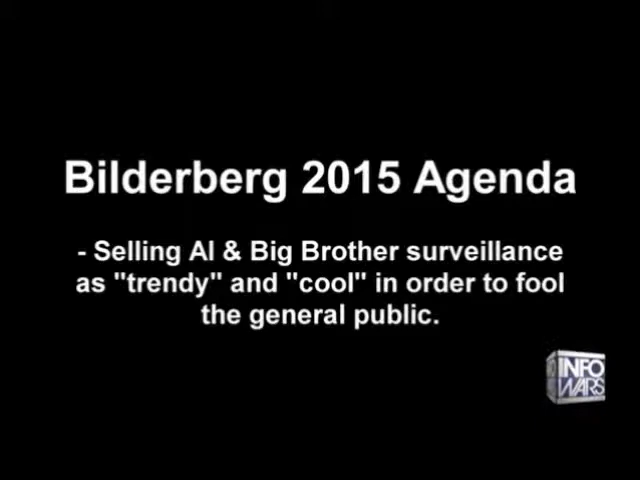 Bilderberg 2015 Agenda
- Selling AI & Big Brother surveillance
as "trendy" and "cool" in order to fool
the general public.
INFO
WARS